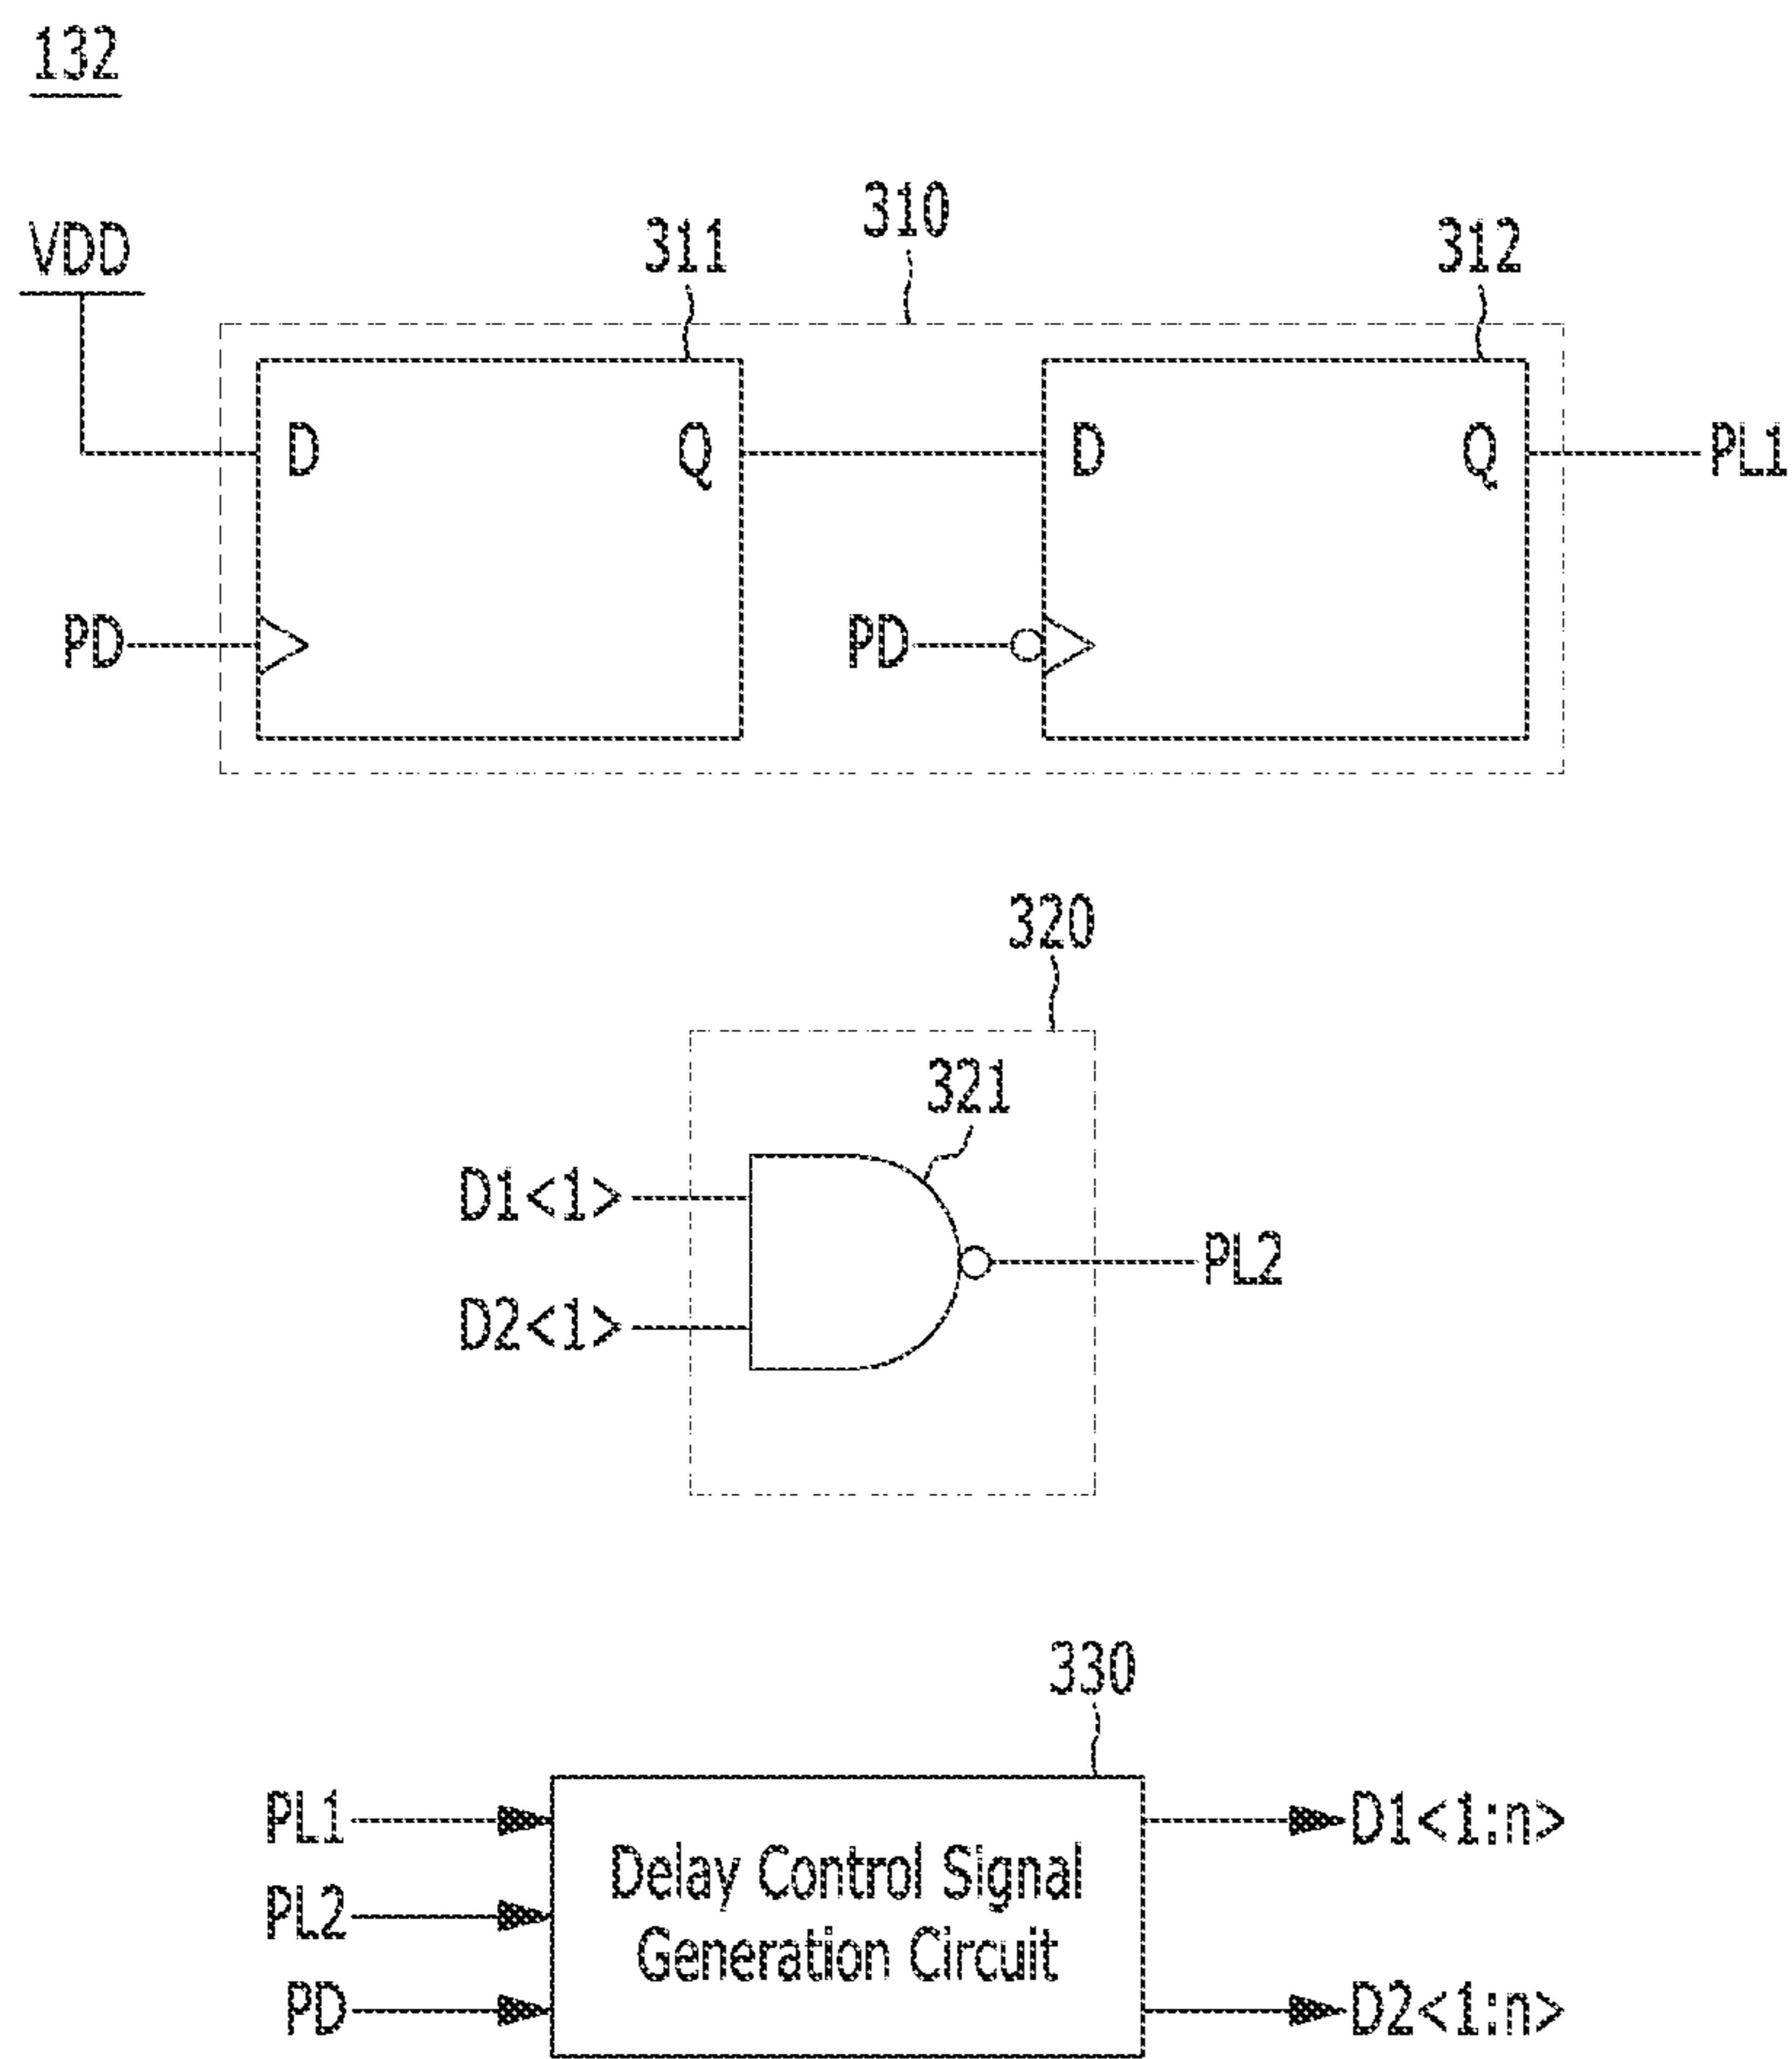 132
310
VDD
311
312
D
Q
D
Q
PL1
PD
PD
320
321
D1<1>
PL2
D2<1>
330
PL1
D1<1:n>
Delay Control Signal
PL2
Generation Circuit
PD
D2<1:n>